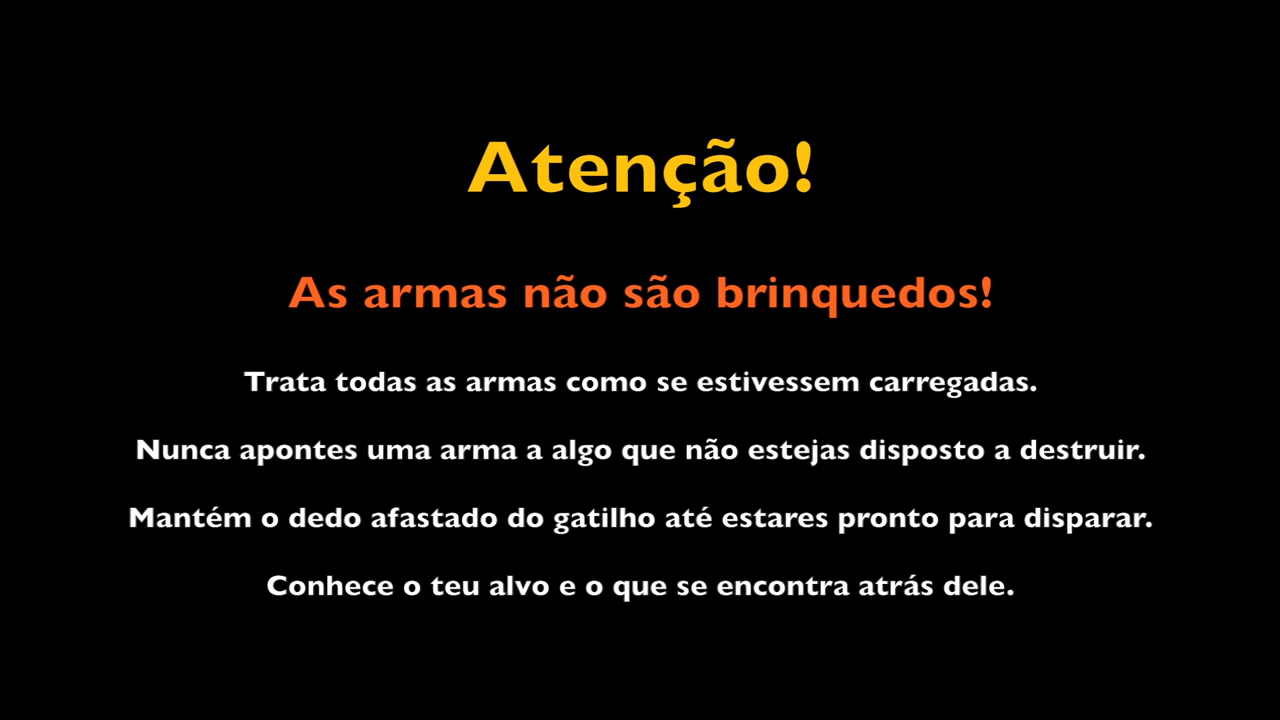 Atenção!
As armas não são brinquedos!
Trata todas as armas como se estivessem carregadas.
Nunca apontes uma arma a algo que não estejas disposto a destruir.
Mantém o dedo afastado do gatilho até estares pronto para disparar.
Conhece o teu alvo e o que se encontra atrás dele.